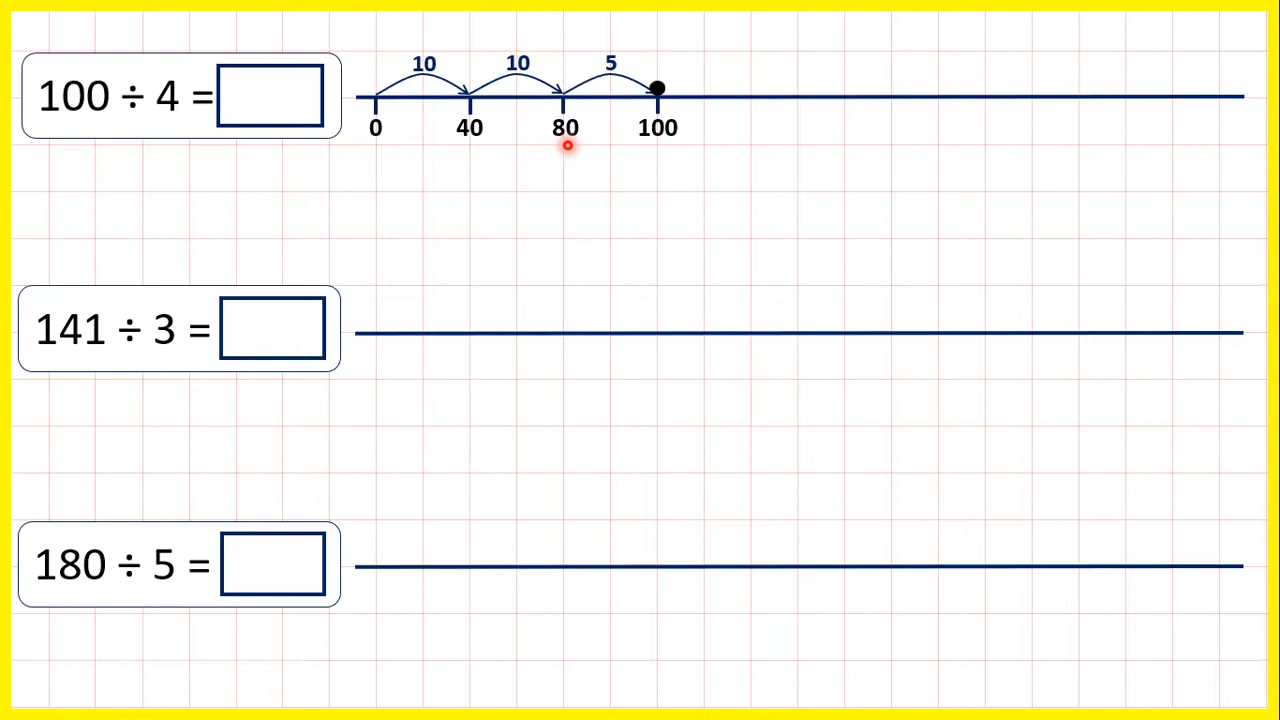 10 10 5
100 ÷ 4 =
0 40 80 100
141 ÷ 3 =
180 ÷ 5 =